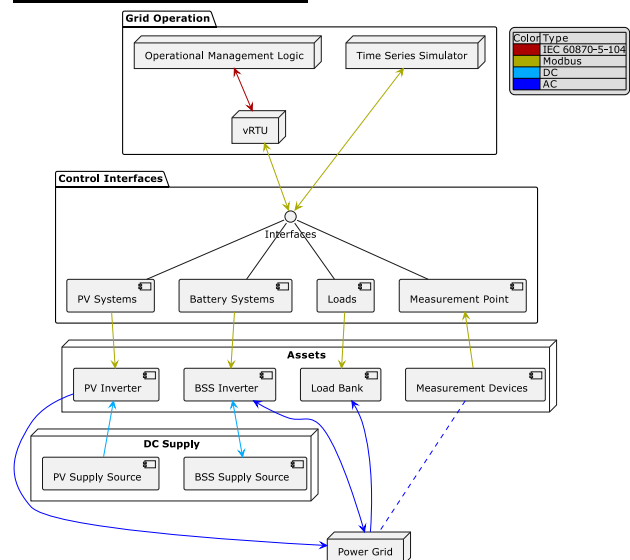 Grid Operation
Operational Management Logic
Time Series Simulator
vRTU
Color Type
IEC 60870-5-104
Modbus
DC
AC
Control Interfaces
Interfaces
PV Systems
Battery Systems
Loads
Measurement Point
Assets
PV Inverter
BSS Inverter
Load Bank
Measurement Devices
DC Supply
PV Supply Source
BSS Supply Source
Power Grid